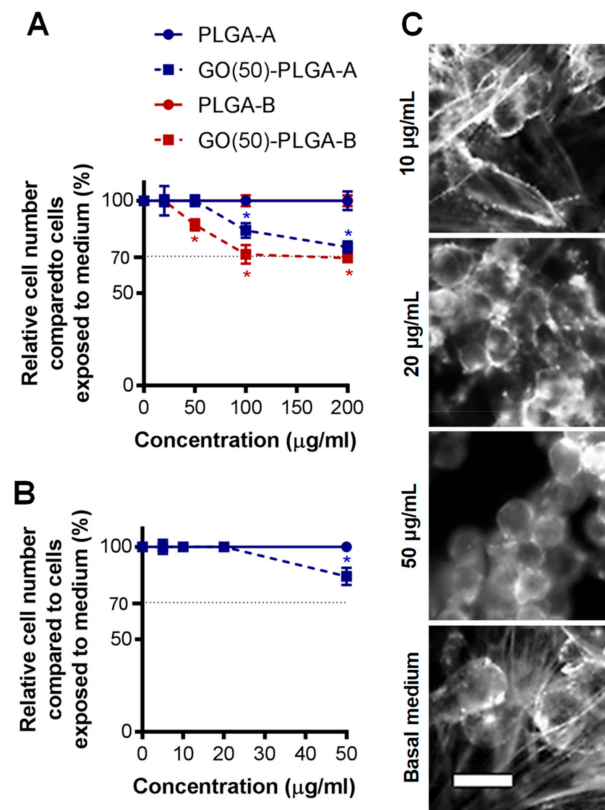 A
PLGA-A
GO(50)-PLGA-A
PLGA-B
GO(50)-PLGA-B
Relative cell number
comparedto cells
exposed to medium (%)
100
70
50
0
* *
* * *
0 50 100 150 200
Concentration (μg/ml)
B
Relative cell number
compared to cells
exposed to medium (%)
100
70
50
0
*
0 10 20 30 40 50
Concentration (μg/ml)
C
10 μg/mL
20 μg/mL
50 μg/mL
Basal medium